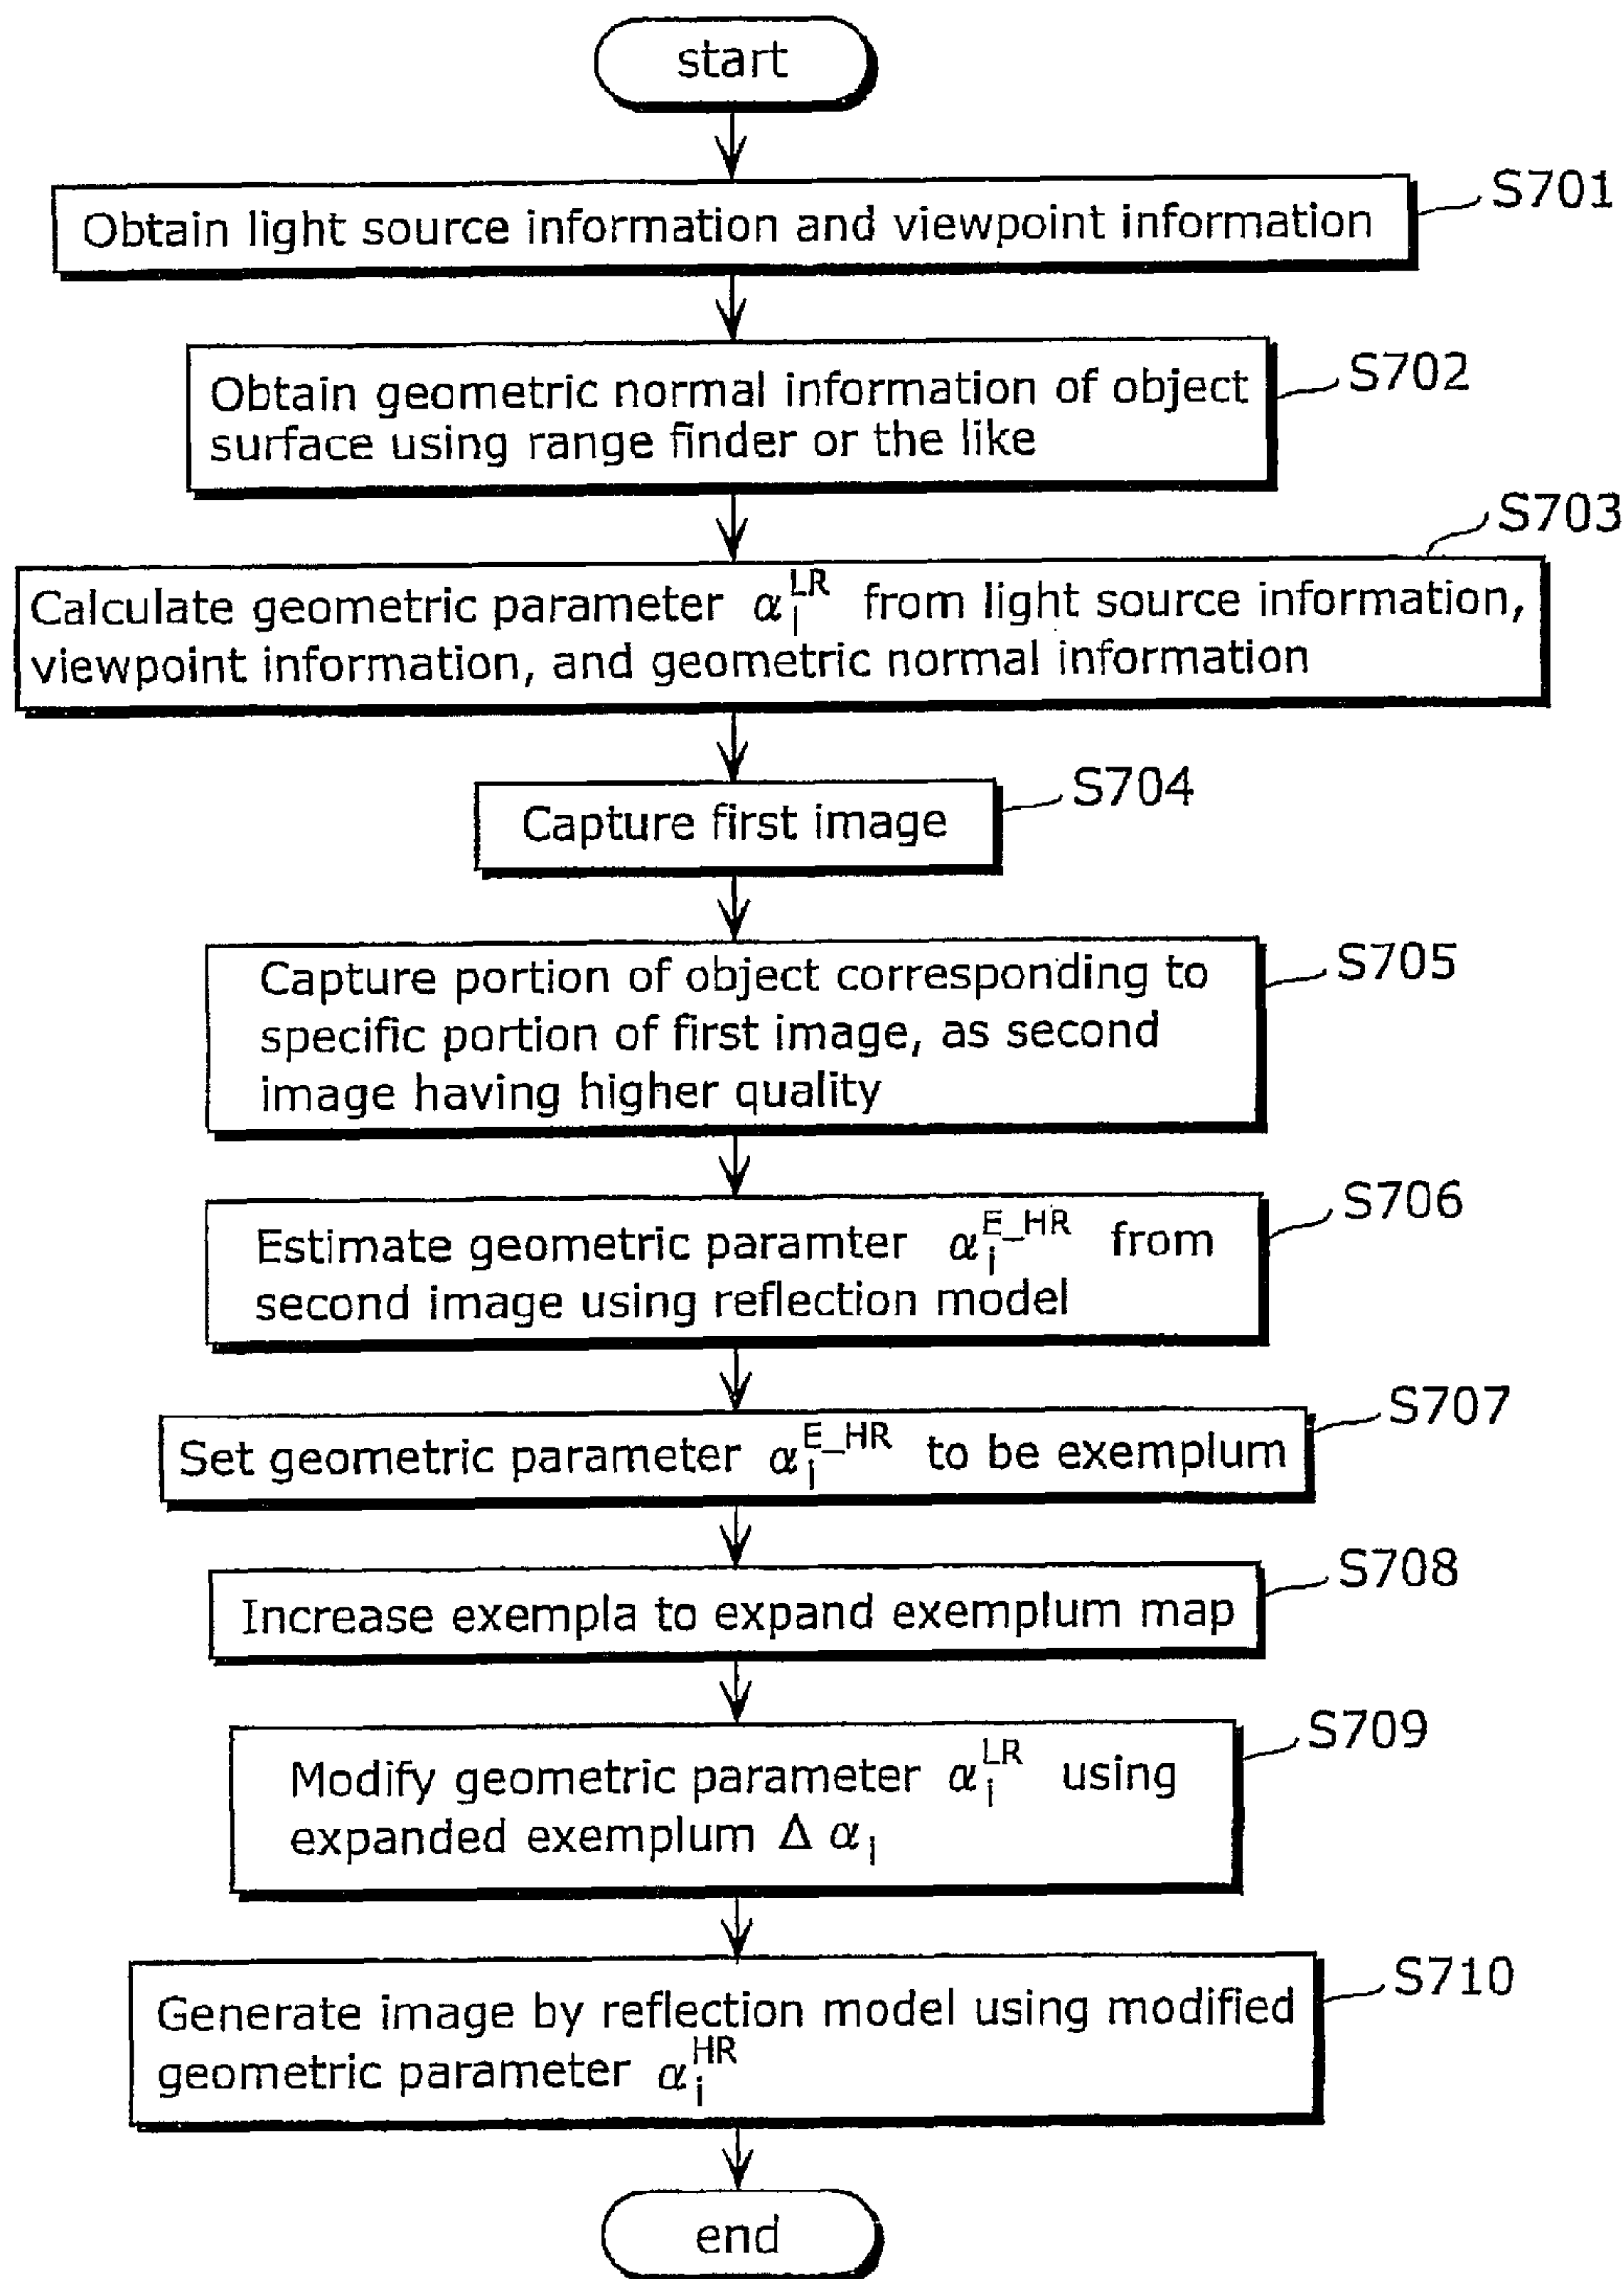 start
S701
Obtain light source information and viewpoint information
S702
Obtain geometric normal information of object
surface using range finder or the like
S703
Calculate geometric parameter α_i^LR from light source information,
viewpoint information, and geometric normal information
S704
Capture first image
S705
Capture portion of object corresponding to
specific portion of first image, as second
image having higher quality
S706
Estimate geometric paramter α_i^E_HR from
second image using reflection model
S707
Set geometric parameter α_i^E_HR to be exemplum
S708
Increase exempla to expand exemplum map
S709
Modify geometric parameter α_i^LR using
expanded exemplum Δ α_i
S710
Generate image by reflection model using modified
geometric parameter α_i^HR
end